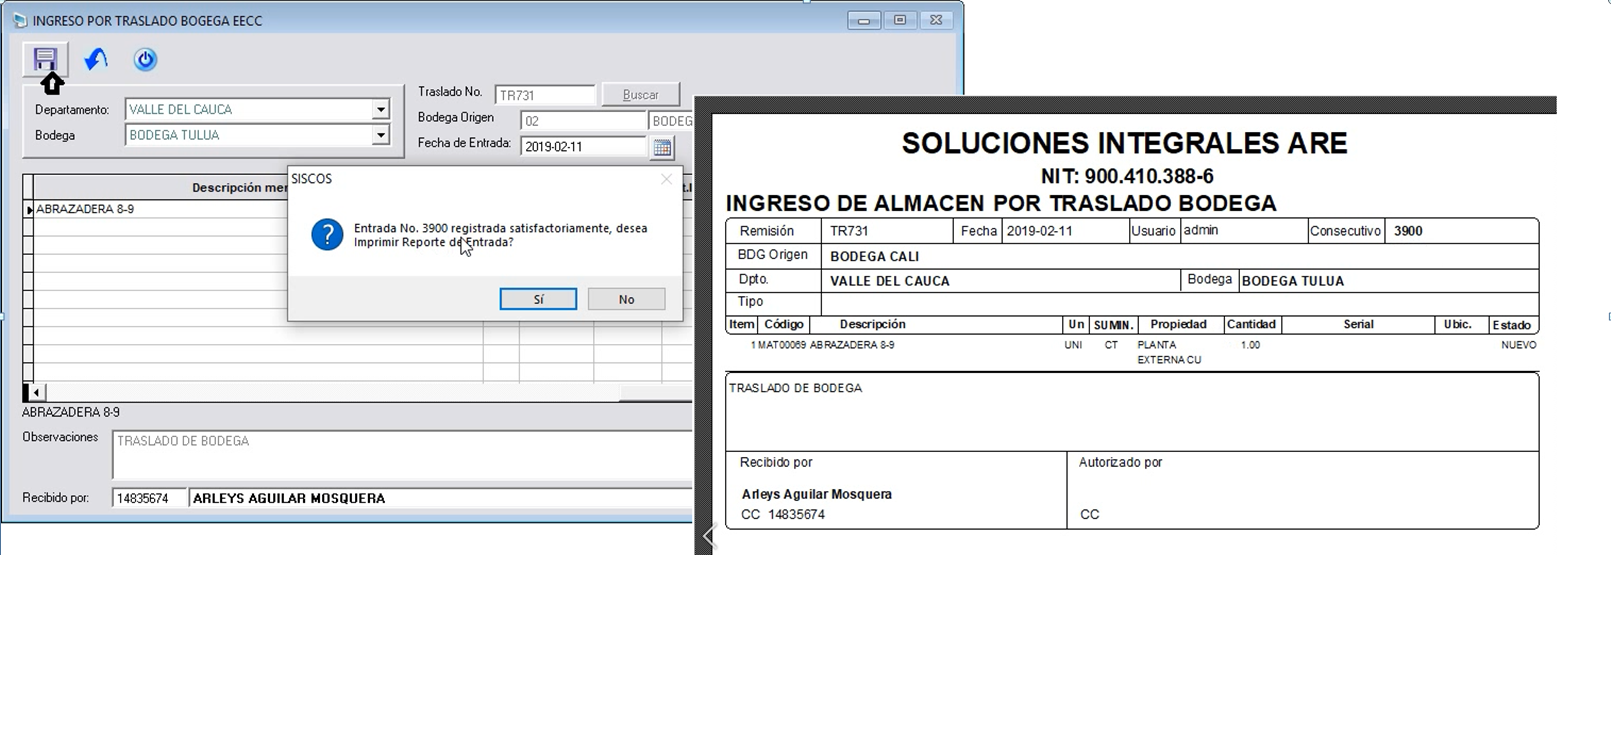 INGRESO POR TRASLADO BOGEGA EECC
Departamento: VALLE DEL CAUCA
Bodega BODEGA TULUA
Traslado No. TR731 Buscar
Bodega Origen 02 BODEG
Fecha de Entrada: 2019-02-11
Descripción mer
ABRAZADERA 8-9
SISCOS
Entrada No. 3900 registrada satisfactoriamente, desea
Imprimir Reporte de Entrada?
Sí No
ABRAZADERA 8-9
Observaciones TRASLADO DE BODEGA
Recibido por: 14835674 ARLEYS AGUILAR MOSQUERA
SOLUCIONES INTEGRALES ARE
NIT: 900.410.388-6
INGRESO DE ALMACEN POR TRASLADO BODEGA
Remisión TR731 Fecha 2019-02-11 Usuario admin Consecutivo 3900
BDG Origen BODEGA CALI
Dpto. VALLE DEL CAUCA Bodega BODEGA TULUA
Tipo
Item Código Descripción Un SUMIN. Propiedad Cantidad Serial Ubic. Estado
1 MAT00069 ABRAZADERA 8-9 UNI CT PLANTA 1.00 NUEVO
EXTERNA CU
TRASLADO DE BODEGA
Recibido por Autorizado por
Arleys Aguilar Mosquera
CC 14835674 CC